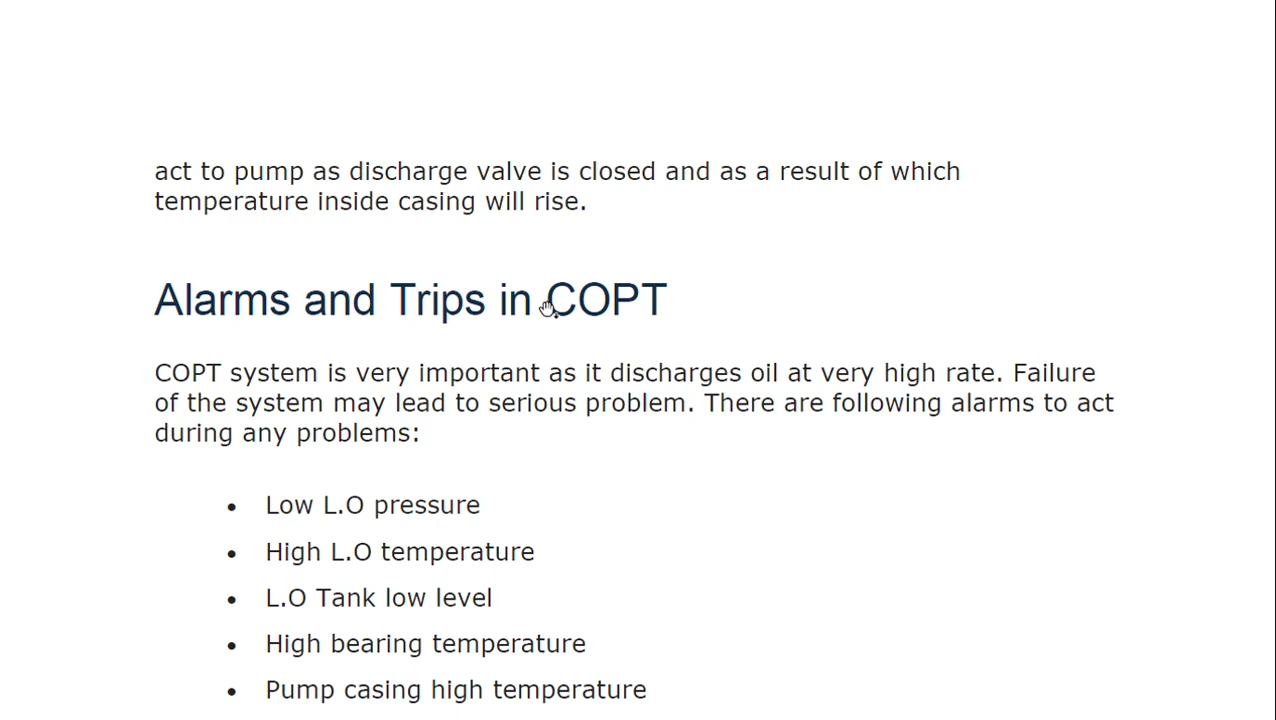 act to pump as discharge valve is closed and as a result of which
temperature inside casing will rise.
Alarms and Trips in COPT
COPT system is very important as it discharges oil at very high rate. Failure
of the system may lead to serious problem. There are following alarms to act
during any problems:
• Low L.O pressure
• High L.O temperature
• L.O Tank low level
• High bearing temperature
• Pump casing high temperature